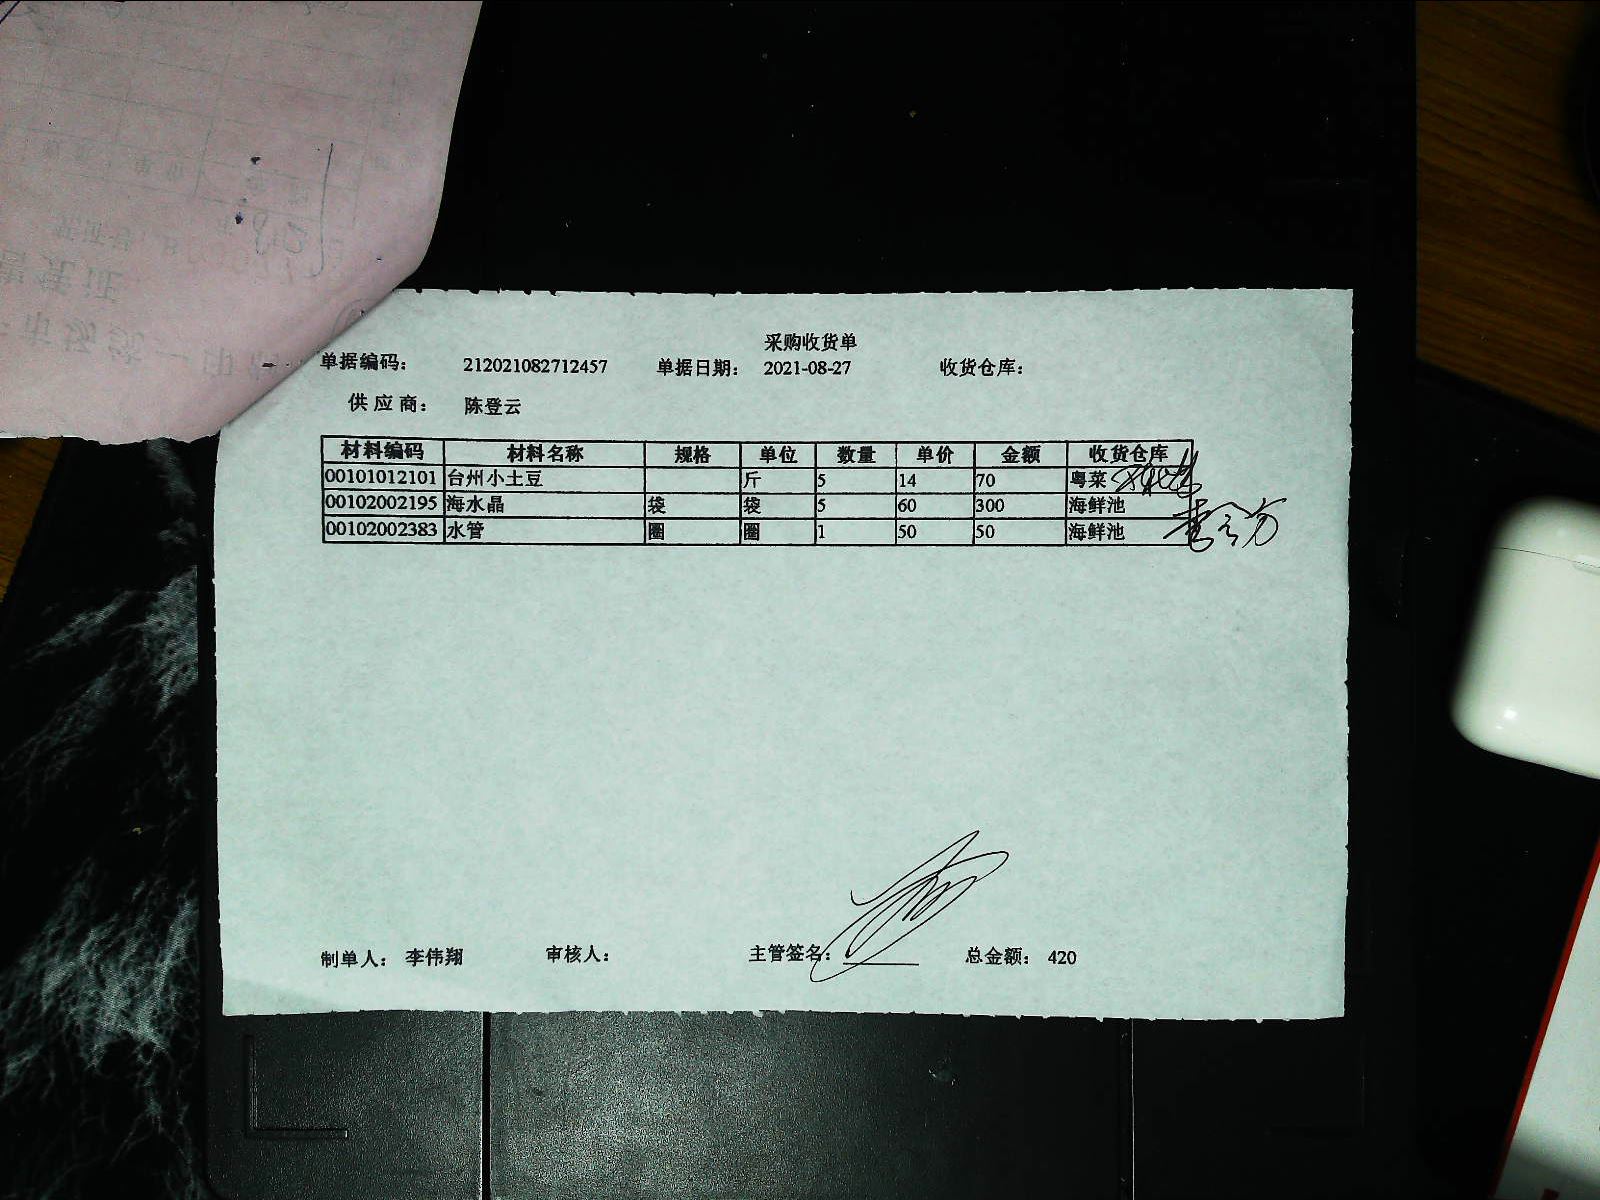 采购收货单
单据编码： 212021082712457 单据日期： 2021-08-27 收货仓库：
供应商： 陈登云
材料编码 材料名称 规格 单位 数量 单价 金额 收货仓库
00101012101 台州小土豆 斤 5 14 70 粤菜
00102002195 海水晶 袋 袋 5 60 300 海鲜池
00102002383 水管 圈 圈 1 50 50 海鲜池
制单人： 李伟翔 审核人： 主管签名： 总金额： 420